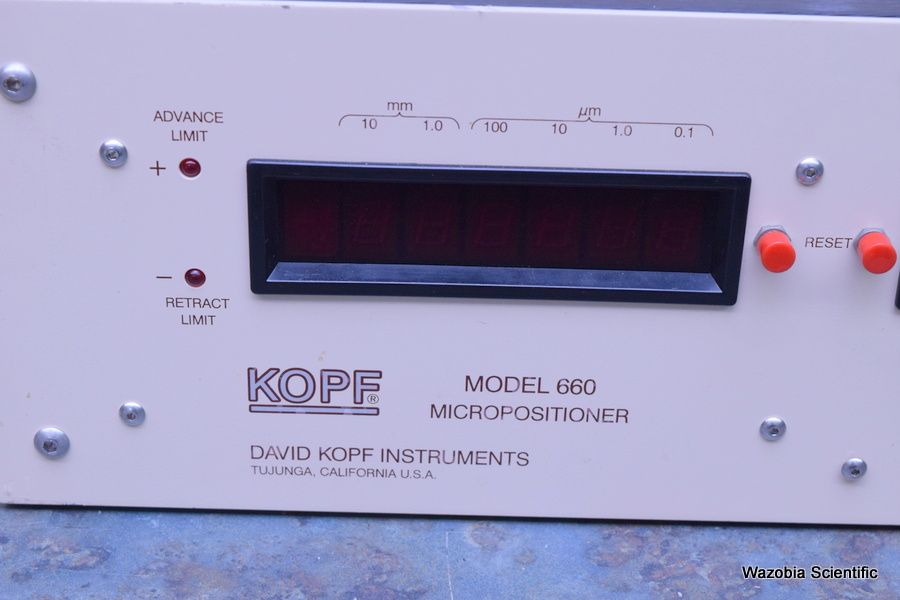 mm
µm
10 1.0 100 10 1.0 0.1
ADVANCE
LIMIT
+
RESET
−
RETRACT
LIMIT
KOPF®
MODEL 660
MICROPOSITIONER
DAVID KOPF INSTRUMENTS
TUJUNGA, CALIFORNIA U.S.A.
Wazobia Scientific